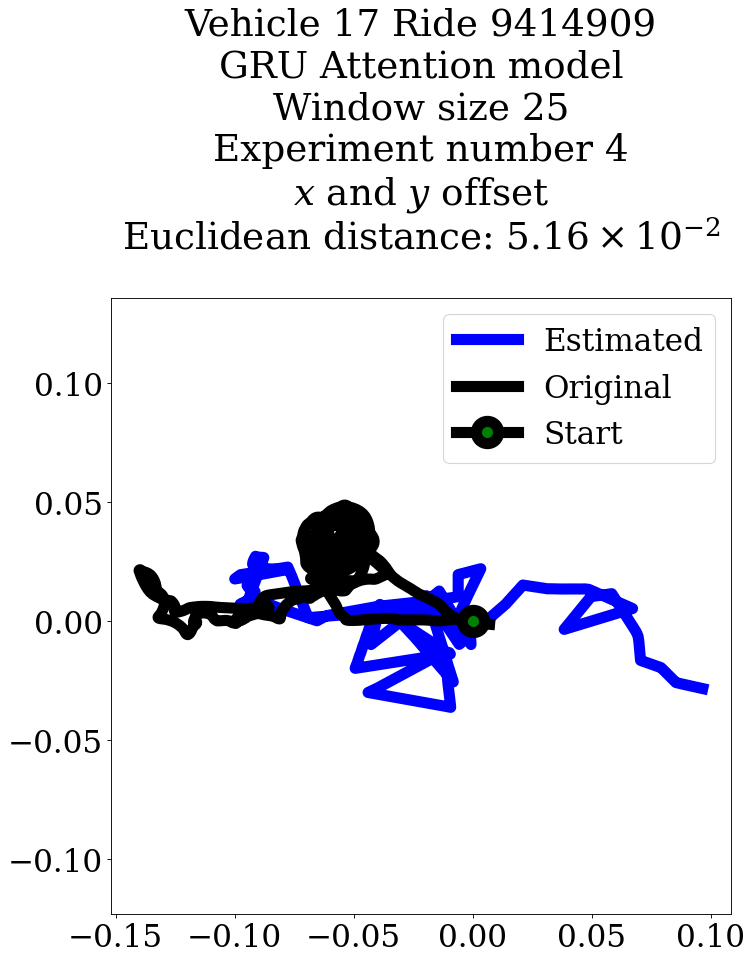 Vehicle 17 Ride 9414909
GRU Attention model
Window size 25
Experiment number 4
x and y offset
Euclidean distance: 5.16 × 10⁻²
Estimated
Original
Start
0.10
0.05
0.00
−0.05
−0.10
−0.15 −0.10 −0.05 0.00 0.05 0.10